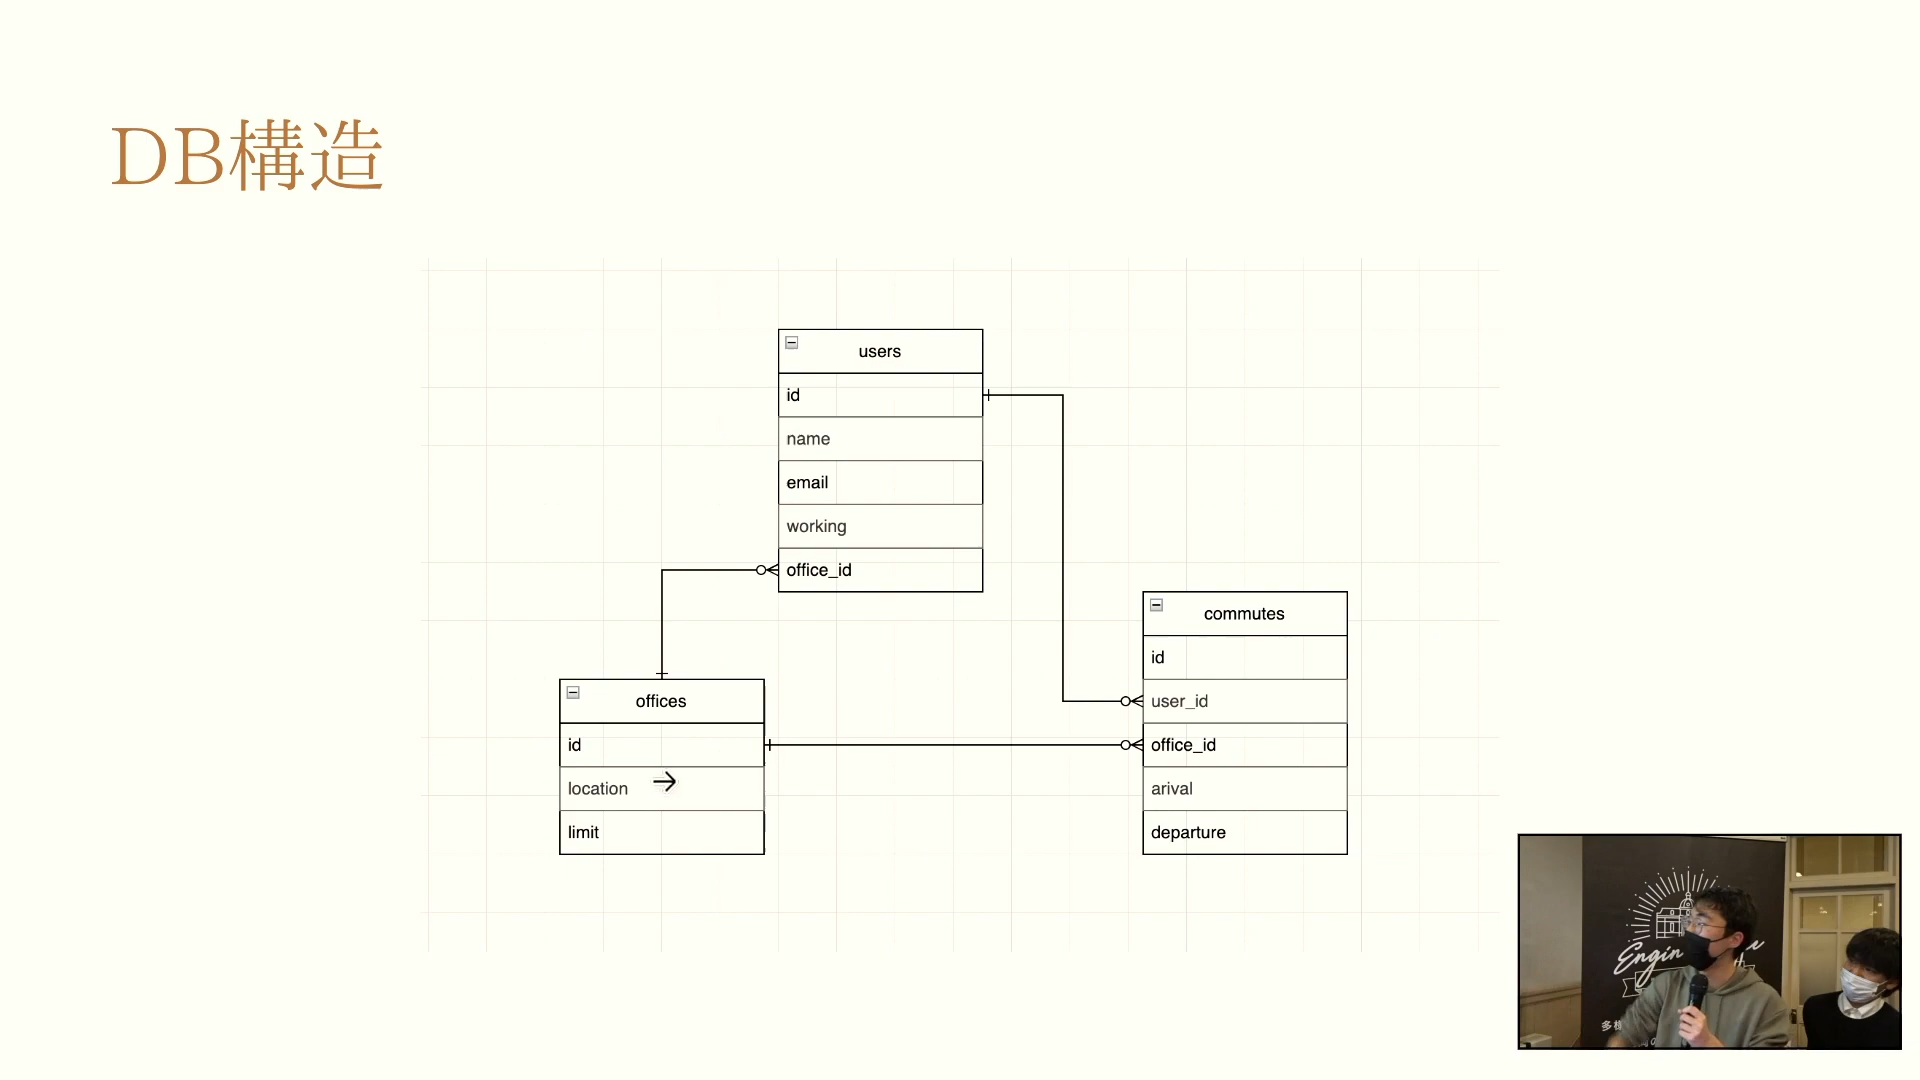 DB構造
users
id
name
email
working
office_id
offices
id
location
limit
commutes
id
user_id
office_id
arival
departure
Engin